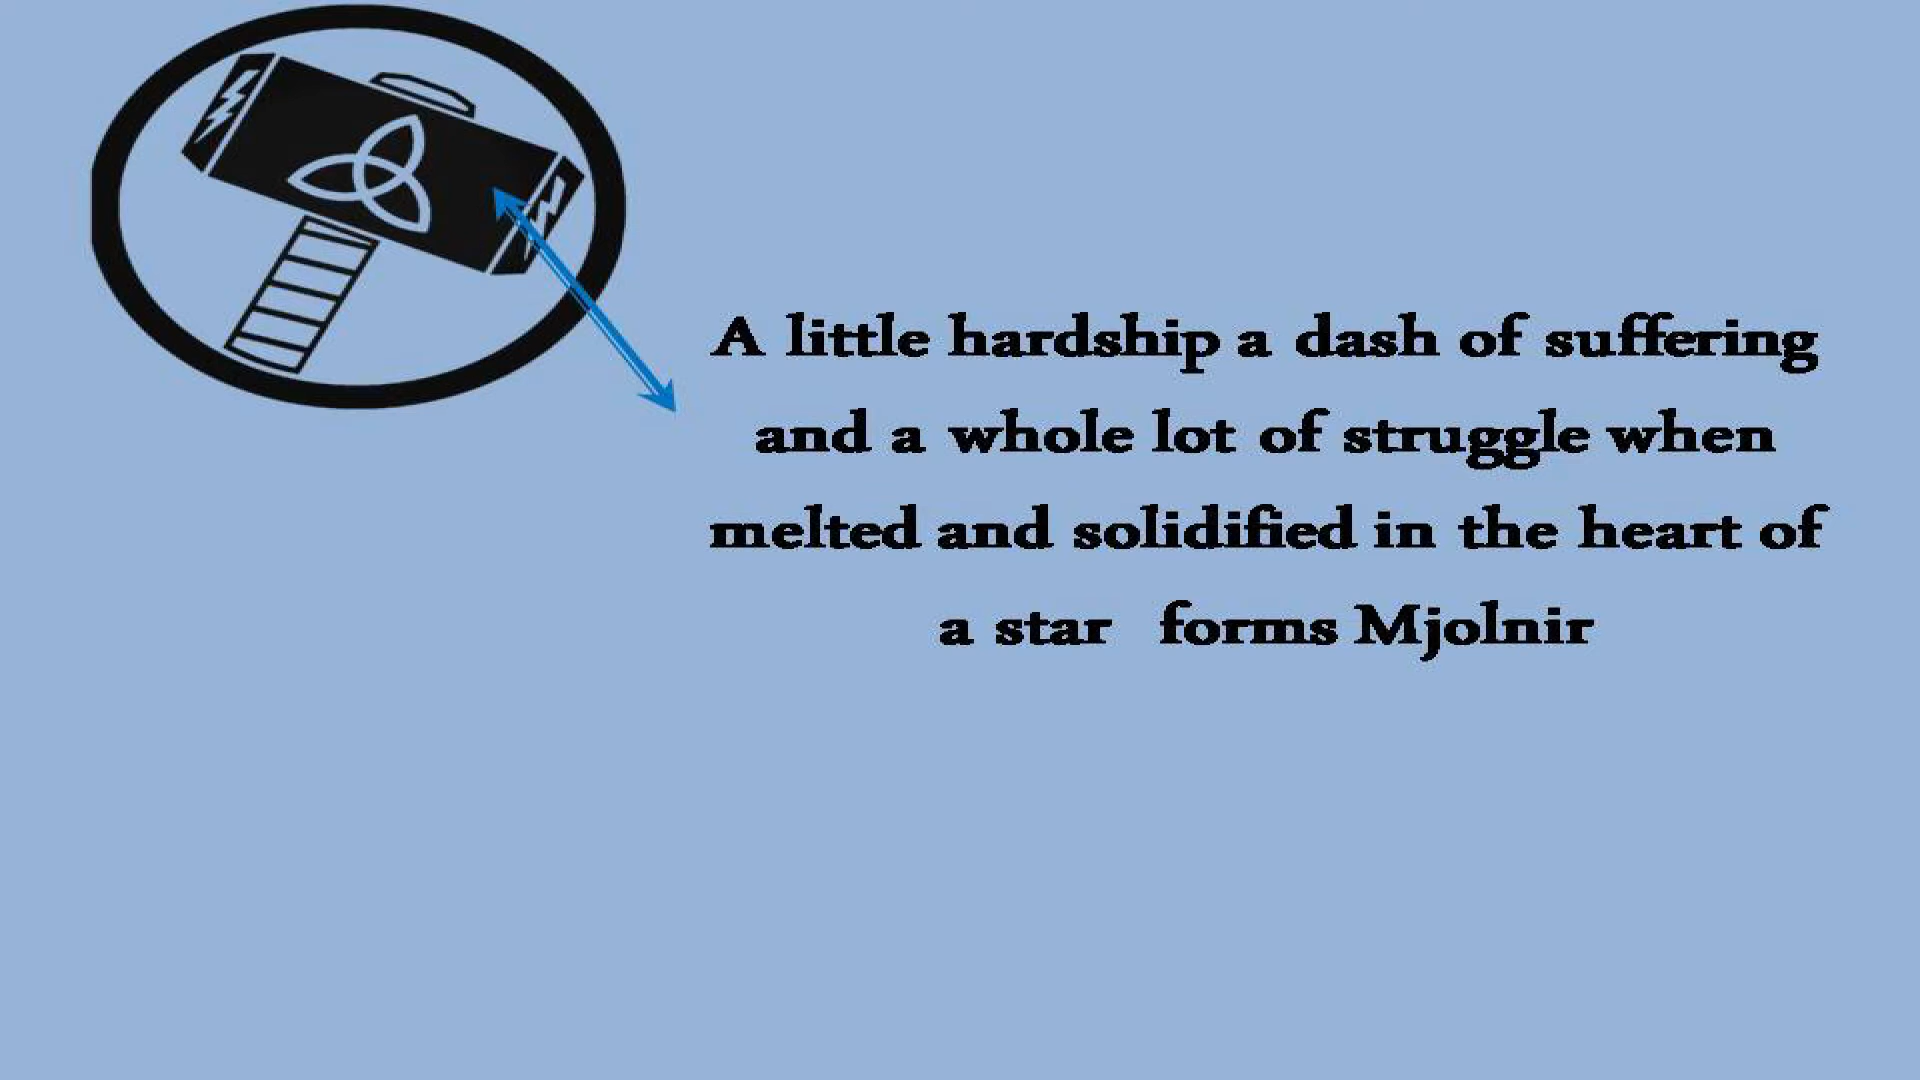 A little hardship a dash of suffering
and a whole lot of struggle when
melted and solidified in the heart of
a star forms Mjolnir